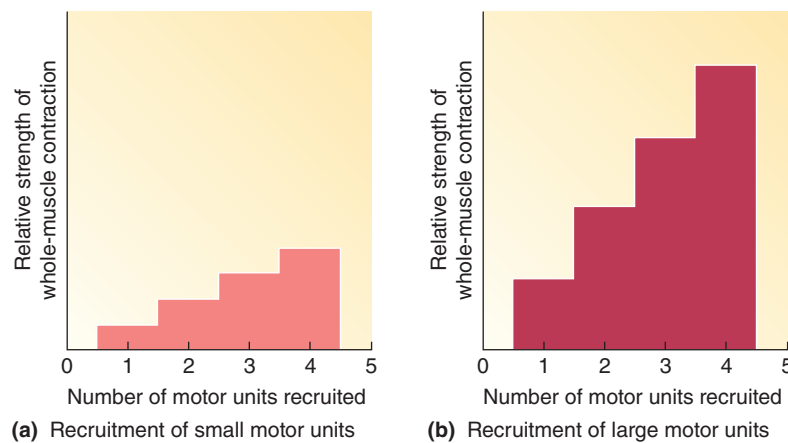 Relative strength of
whole-muscle contraction
0 1 2 3 4 5
Number of motor units recruited
(a) Recruitment of small motor units
Relative strength of
whole-muscle contraction
0 1 2 3 4 5
Number of motor units recruited
(b) Recruitment of large motor units